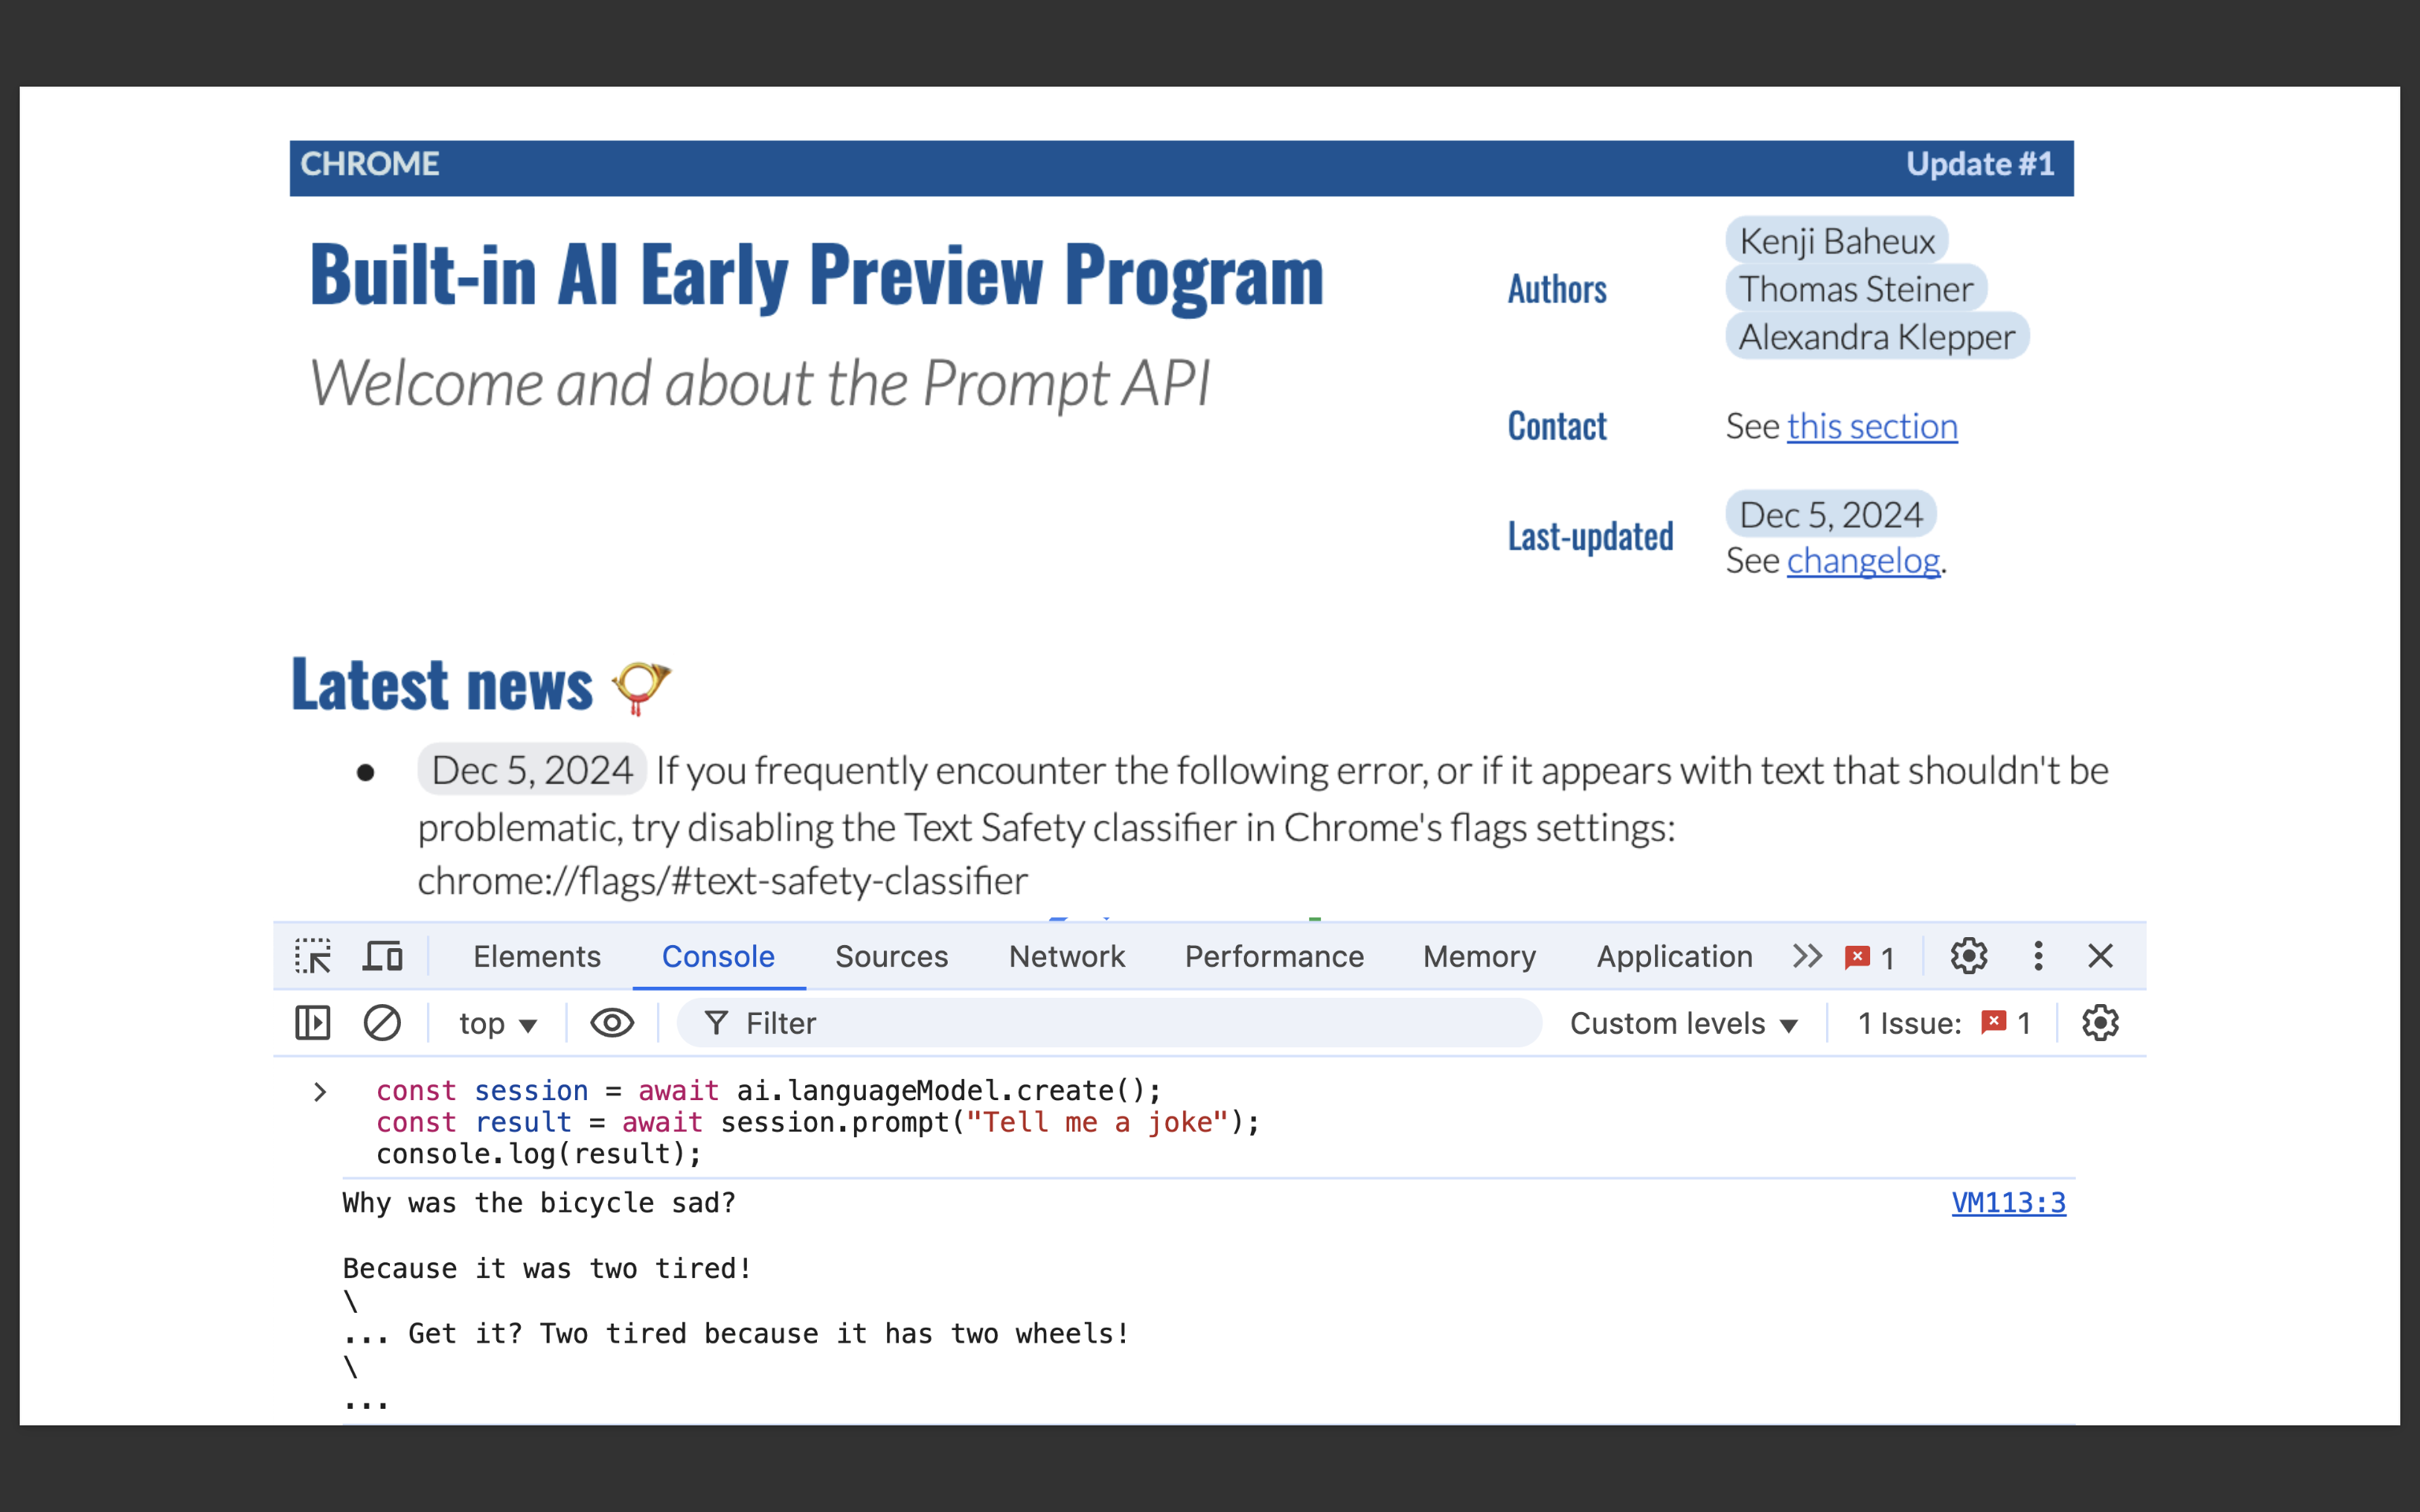 CHROME
Update #1
Built-in AI Early Preview Program
Welcome and about the Prompt API
Authors
Kenji Baheux
Thomas Steiner
Alexandra Klepper
Contact
See this section
Last-updated
Dec 5, 2024
See changelog.
Latest news
● Dec 5, 2024 If you frequently encounter the following error, or if it appears with text that shouldn't be
problematic, try disabling the Text Safety classifier in Chrome's flags settings:
chrome://flags/#text-safety-classifier
Elements Console Sources Network Performance Memory Application 1
top Filter Custom levels 1 Issue: 1
const session = await ai.languageModel.create();
const result = await session.prompt("Tell me a joke");
console.log(result);
Why was the bicycle sad? VM113:3
Because it was two tired!
\
... Get it? Two tired because it has two wheels!
\
...